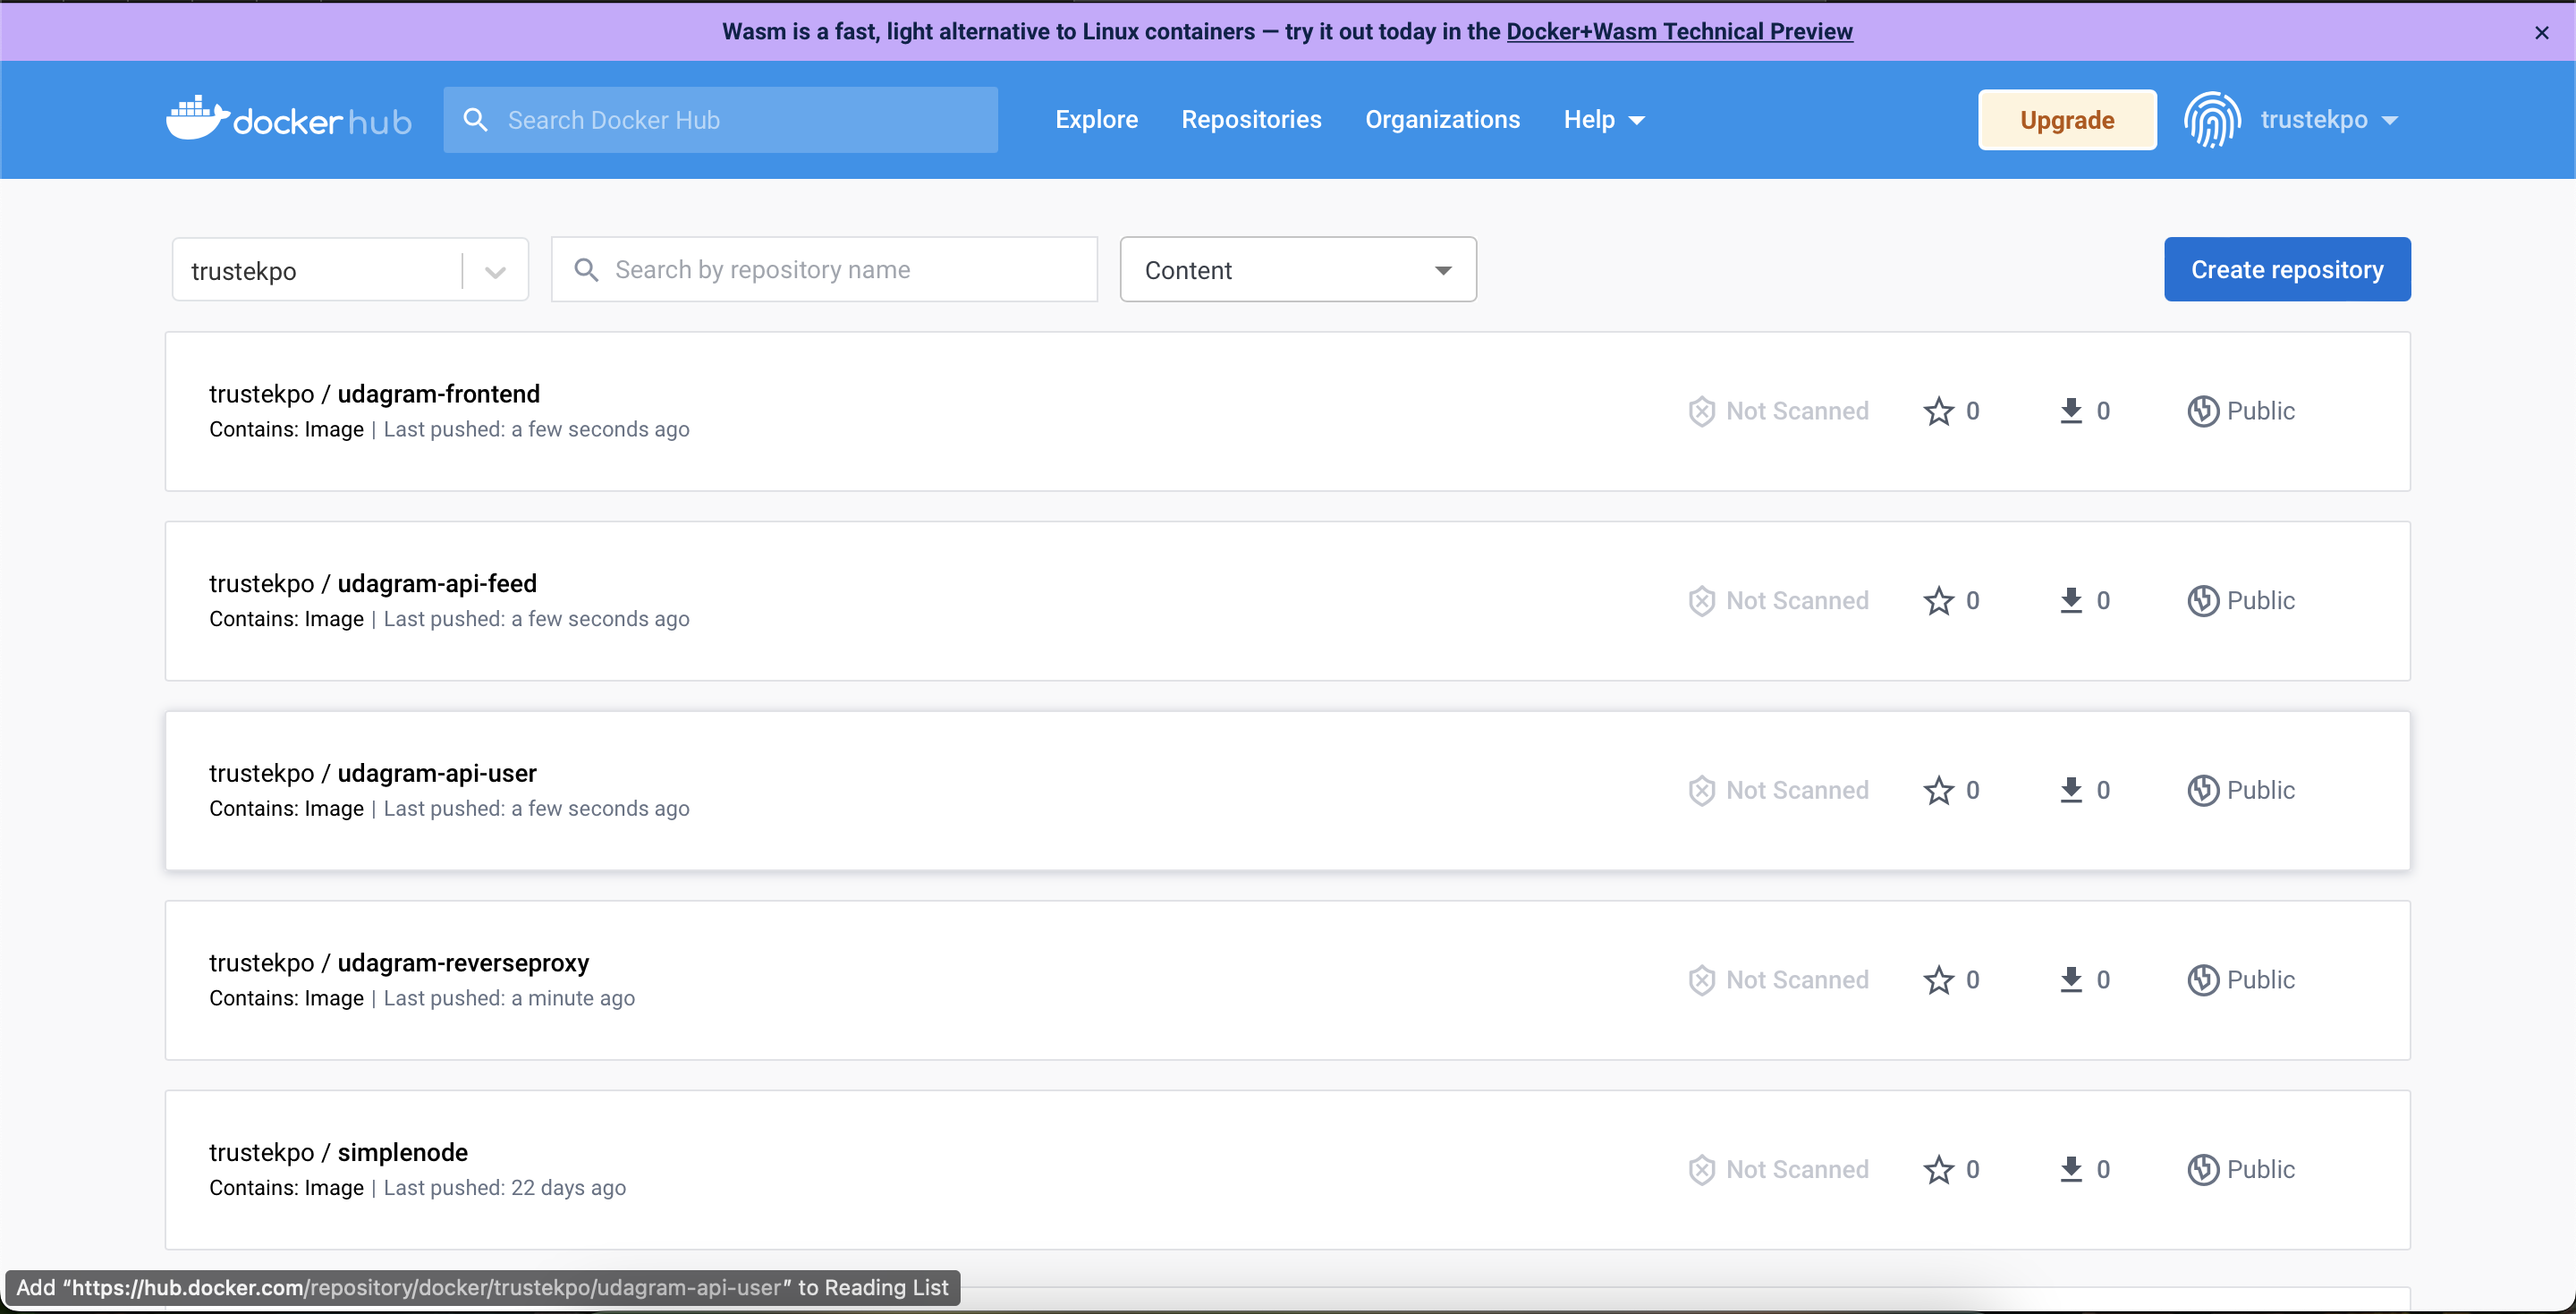 Wasm is a fast, light alternative to Linux containers — try it out today in the Docker+Wasm Technical Preview
dockerhub
Search Docker Hub
Explore
Repositories
Organizations
Help
Upgrade
trustekpo
trustekpo
Search by repository name
Content
Create repository
trustekpo / udagram-frontend
Contains: Image | Last pushed: a few seconds ago
Not Scanned
0
0
Public
trustekpo / udagram-api-feed
Contains: Image | Last pushed: a few seconds ago
Not Scanned
0
0
Public
trustekpo / udagram-api-user
Contains: Image | Last pushed: a few seconds ago
Not Scanned
0
0
Public
trustekpo / udagram-reverseproxy
Contains: Image | Last pushed: a minute ago
Not Scanned
0
0
Public
trustekpo / simplenode
Contains: Image | Last pushed: 22 days ago
Not Scanned
0
0
Public
Add “https://hub.docker.com/repository/docker/trustekpo/udagram-api-user” to Reading List